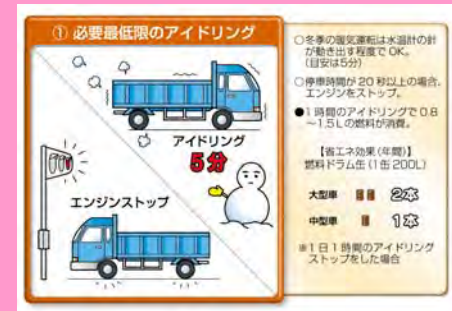 ① 必要最低限のアイドリング
アイドリング
5分
エンジンストップ
○冬季の暖気運転は水温計の針
が動き出す程度でOK。
(目安は5分)
○停車時間が20秒以上の場合、
エンジンをストップ。
●1時間のアイドリングで0.8
～1.5Lの燃料が消費。
【省エネ効果(年間)】
燃料ドラム缶(1缶200L)
大型車 2本
中型車 1本
※1日1時間のアイドリング
ストップをした場合